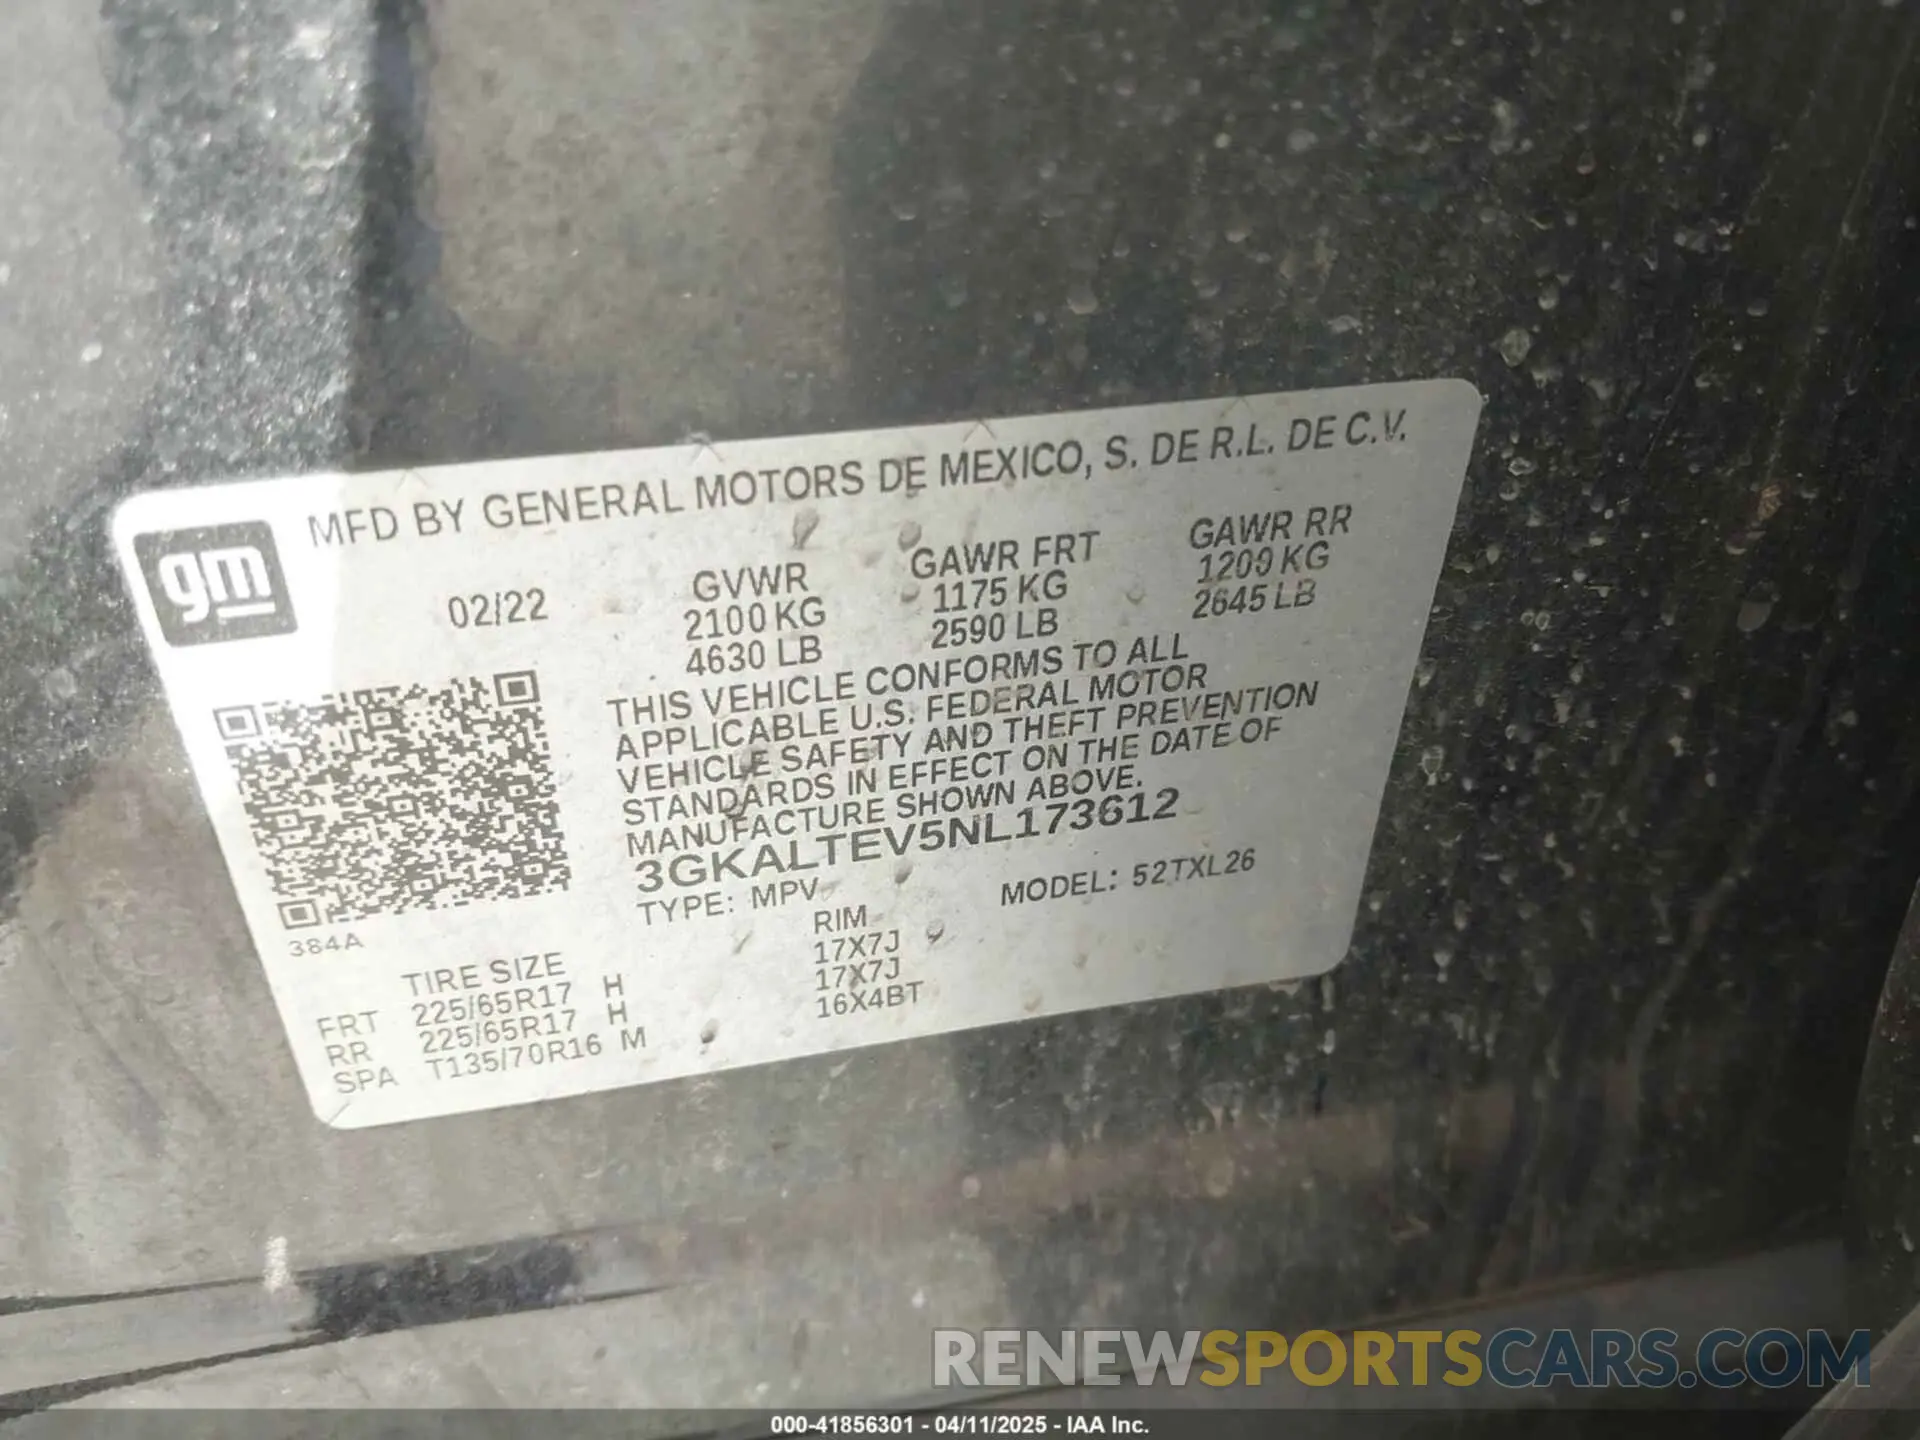 MFD BY GENERAL MOTORS DE MEXICO, S. DE R.L. DE C.V.
gm
02/22
GVWR GAWR FRT GAWR RR
2100 KG 1175 KG 1200 KG
4630 LB 2590 LB 2645 LB
THIS VEHICLE CONFORMS TO ALL
APPLICABLE U.S. FEDERAL MOTOR
VEHICLE SAFETY AND THEFT PREVENTION
STANDARDS IN EFFECT ON THE DATE OF
MANUFACTURE SHOWN ABOVE.
3GKALTEV5NL173612
TYPE: MPV MODEL: 52TXL26
384A
TIRE SIZE RIM
FRT 225/65R17 H 17X7J
RR 225/65R17 H 17X7J
SPA T135/70R16 M 16X4BT
RENEWSPORTSCARS.COM
000-41856301 - 04/11/2025 - IAA Inc.